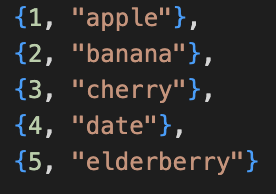 {1, "apple"},
{2, "banana"},
{3, "cherry"},
{4, "date"},
{5, "elderberry"}